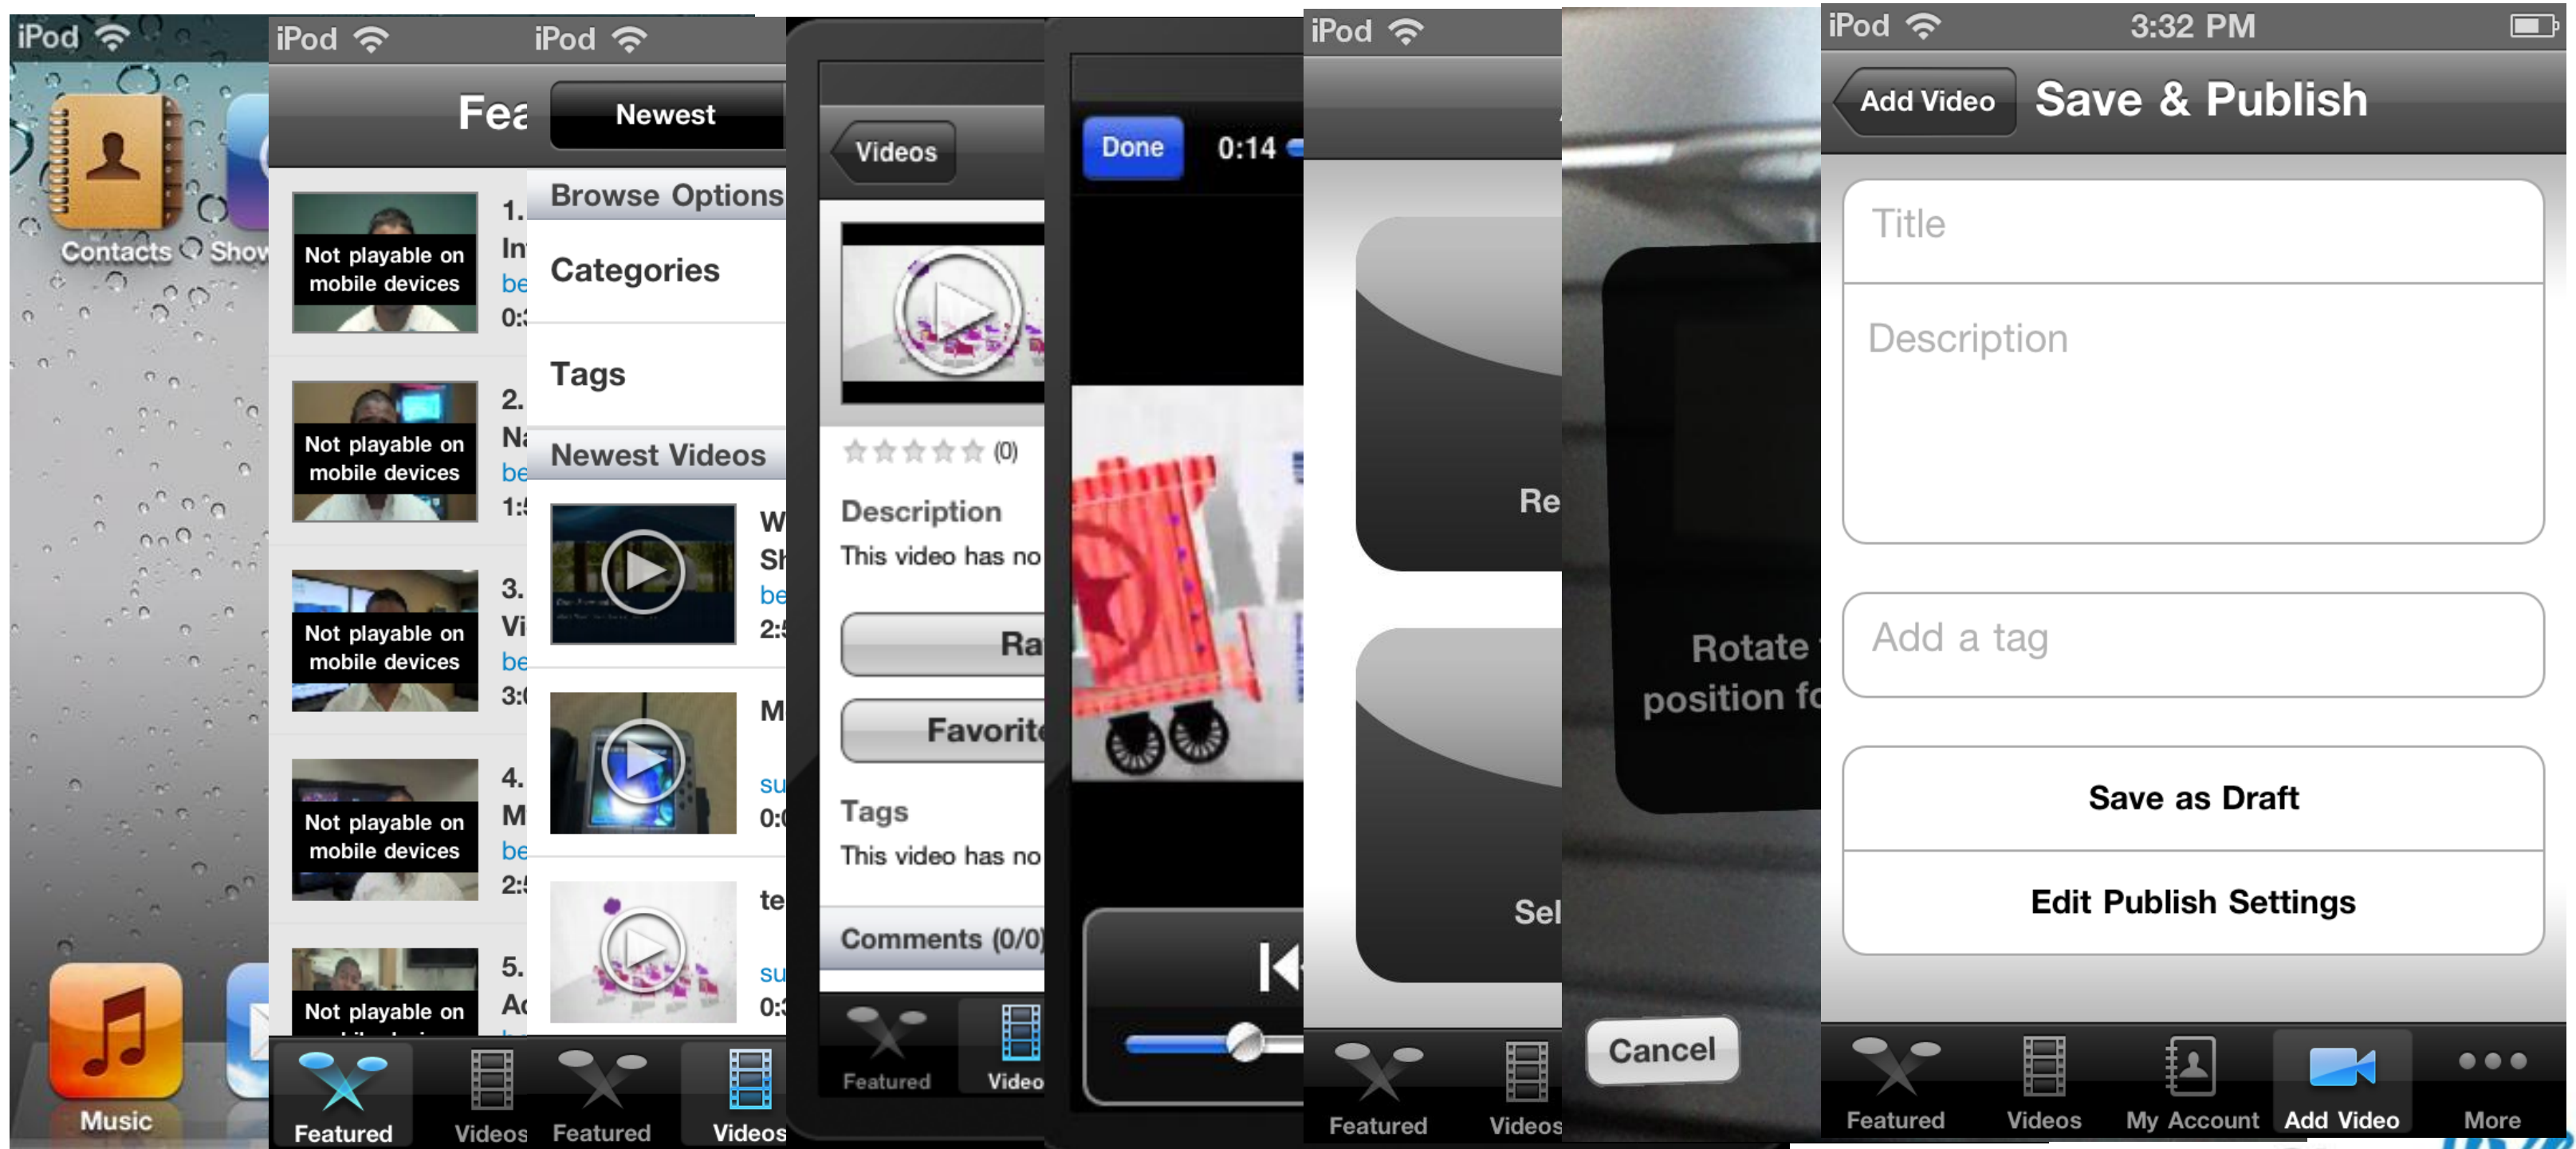 iPod
Contacts
Music
iPod
Not playable on
mobile devices
1.
Not playable on
mobile devices
2.
Not playable on
mobile devices
3.
Not playable on
mobile devices
4.
Not playable on
5.
Featured
Videos
iPod
Newest
Browse Options
Categories
Tags
Newest Videos
Featured
Videos
Videos
(0)
Description
This video has no
Favorite
Tags
This video has no
Comments (0/0)
Featured
Video
Done 0:14
iPod
Featured
Videos
Rotate
position
Cancel
iPod 3:32 PM
Add Video Save & Publish
Title
Description
Add a tag
Save as Draft
Edit Publish Settings
Featured Videos My Account Add Video More